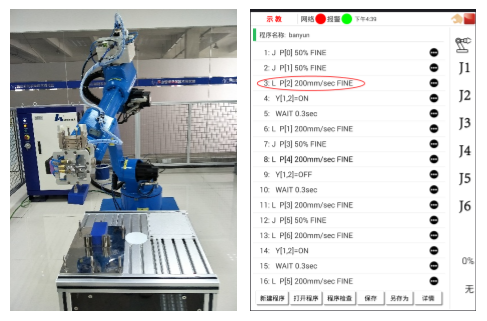 示教 网络 报警 下午4:39
程序名称: banyun
1: J P[0] 50% FINE
2: J P[1] 50% FINE
3: L P[2] 200mm/sec FINE
4: Y[1,2]=ON
5: WAIT 0.3sec
6: L P[1] 200mm/sec FINE
7: J P[3] 50% FINE
8: L P[4] 200mm/sec FINE
9: Y[1,2]=OFF
10: WAIT 0.3sec
11: L P[3] 200mm/sec FINE
12: J P[5] 50% FINE
13: L P[6] 200mm/sec FINE
14: Y[1,2]=ON
15: WAIT 0.3sec
16: L P[5] 200mm/sec FINE
新建程序 打开程序 程序检查 保存 另存为 详情
J1
J2
J3
J4
J5
J6
0%
无